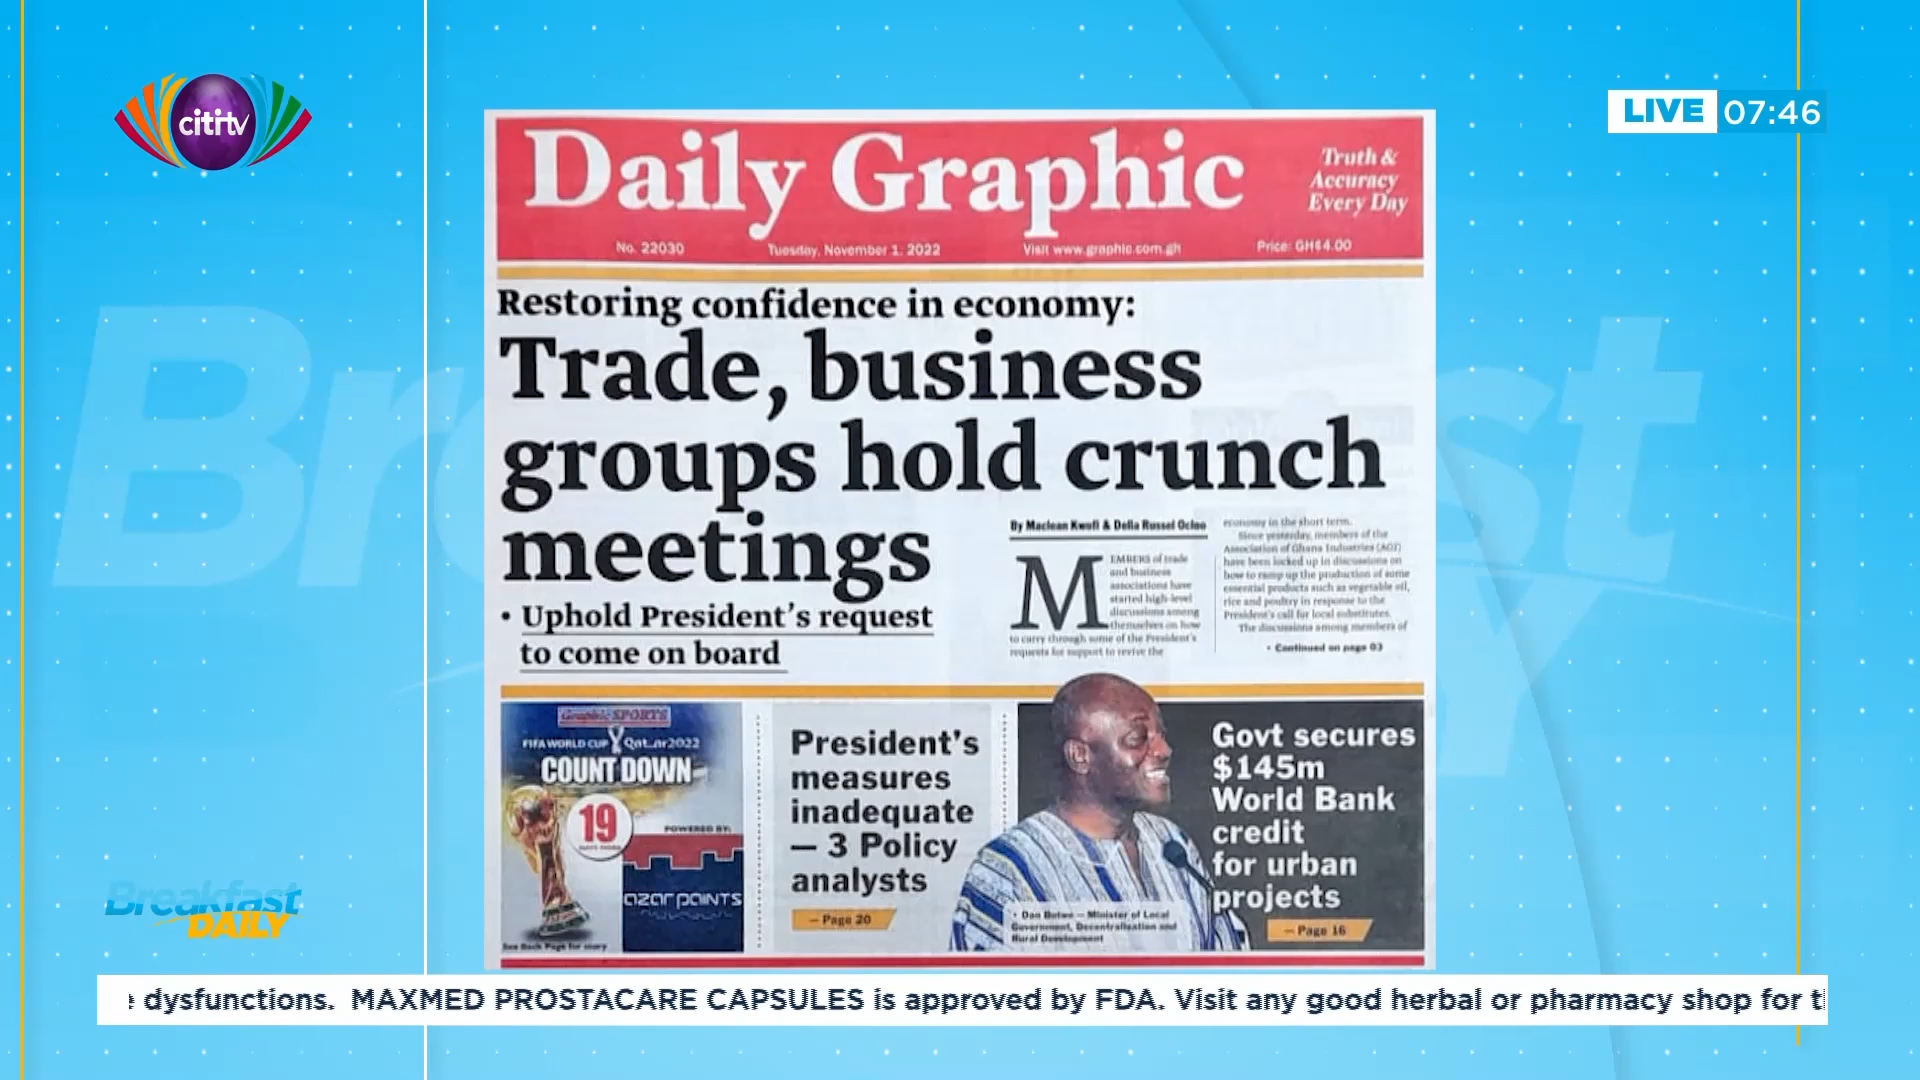 cititv
LIVE 07:46
Daily Graphic
Truth &
Accuracy
Every Day
No. 22030 Tuesday, November 1, 2022 Visit www.graphic.com.gh Price: GH¢4.00
Restoring confidence in economy:
Trade, business
groups hold crunch
meetings
• Uphold President's request
to come on board
By Maclean Kwofi & Della Russel Ocloo
MEMBERS of trade
and business
associations have
started high-level
discussions among
themselves on how
to carry through some of the President's
requests for support to revive the
economy in the short term.
Since yesterday, members of the
Association of Ghana Industries (AGI)
have been locked up in discussions on
how to ramp up the production of some
essential products such as vegetable oil,
rice and poultry in response to the
President's call for local substitutes.
The discussions among members of
• Continued on page 03
Graphic SPORTS
FIFA WORLD CUP Qatar2022
COUNT DOWN
19
POWERED BY:
azar paints
See Back Page for story
President's
measures
inadequate
— 3 Policy
analysts
— Page 20
• Dan Botwe — Minister of Local
Government, Decentralisation and
Rural Development
Govt secures
$145m
World Bank
credit
for urban
projects
— Page 16
Breakfast
DAILY
dysfunctions. MAXMED PROSTACARE CAPSULES is approved by FDA. Visit any good herbal or pharmacy shop for